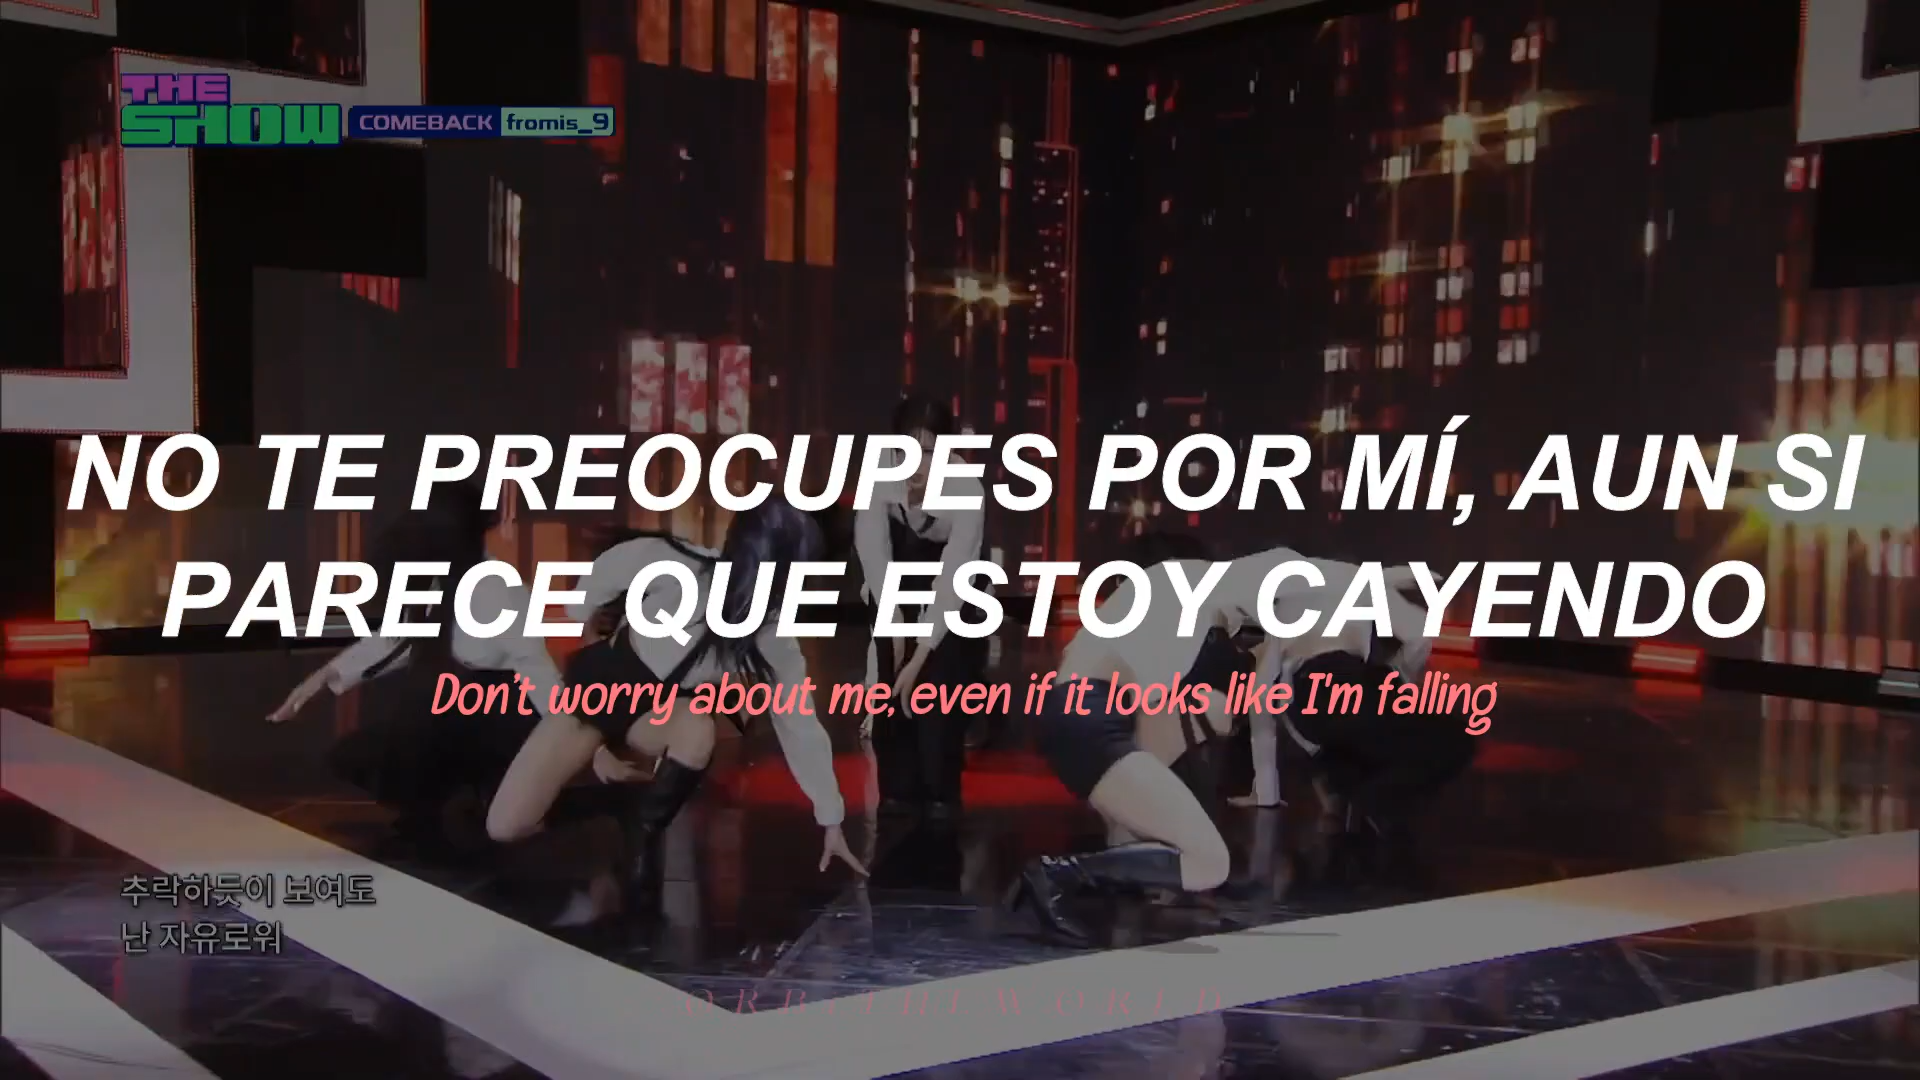 THE
SHOW COMEBACK fromis_9
NO TE PREOCUPES POR MÍ, AUN SI
PARECE QUE ESTOY CAYENDO
Don't worry about me, even if it looks like I'm falling
추락하듯이 보여도
난 자유로워